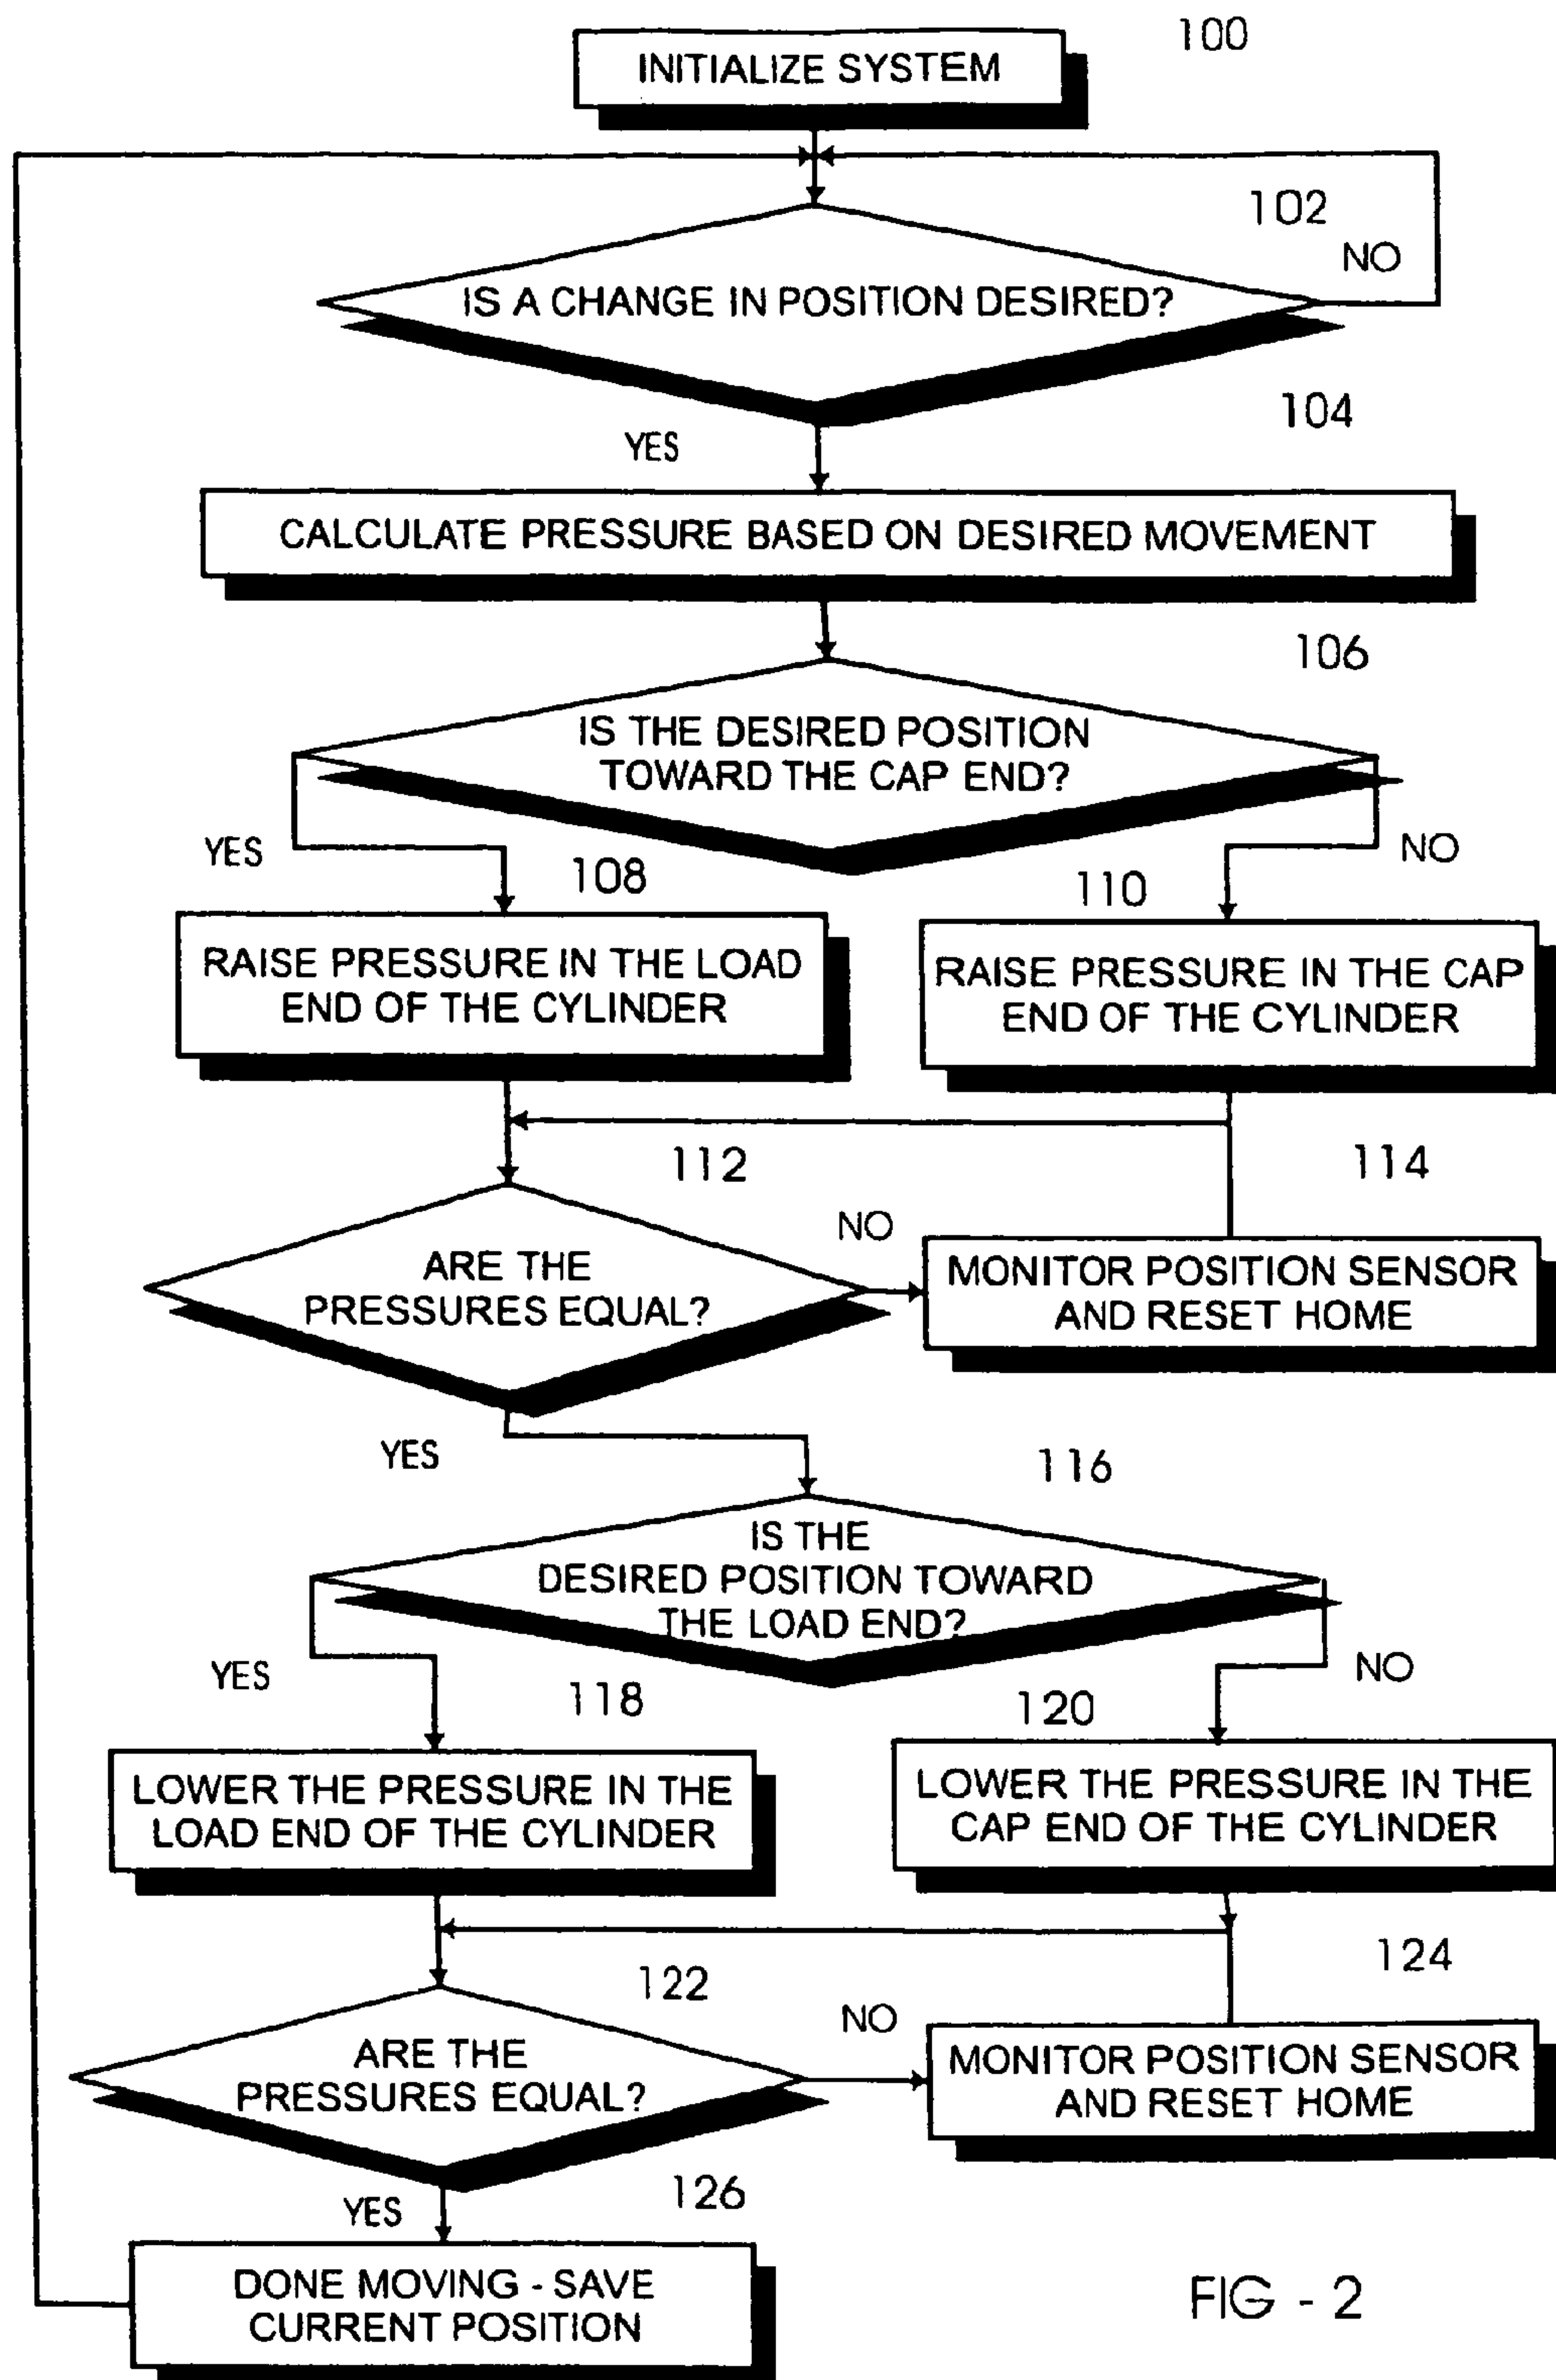 100
INITIALIZE SYSTEM
102
NO
IS A CHANGE IN POSITION DESIRED?
104
YES
CALCULATE PRESSURE BASED ON DESIRED MOVEMENT
106
IS THE DESIRED POSITION
TOWARD THE CAP END?
YES
NO
108
110
RAISE PRESSURE IN THE LOAD
END OF THE CYLINDER
RAISE PRESSURE IN THE CAP
END OF THE CYLINDER
112
114
NO
ARE THE
PRESSURES EQUAL?
MONITOR POSITION SENSOR
AND RESET HOME
YES
116
IS THE
DESIRED POSITION TOWARD
THE LOAD END?
YES
NO
118
120
LOWER THE PRESSURE IN THE
LOAD END OF THE CYLINDER
LOWER THE PRESSURE IN THE
CAP END OF THE CYLINDER
122
124
NO
ARE THE
PRESSURES EQUAL?
MONITOR POSITION SENSOR
AND RESET HOME
YES
126
DONE MOVING - SAVE
CURRENT POSITION
FIG - 2